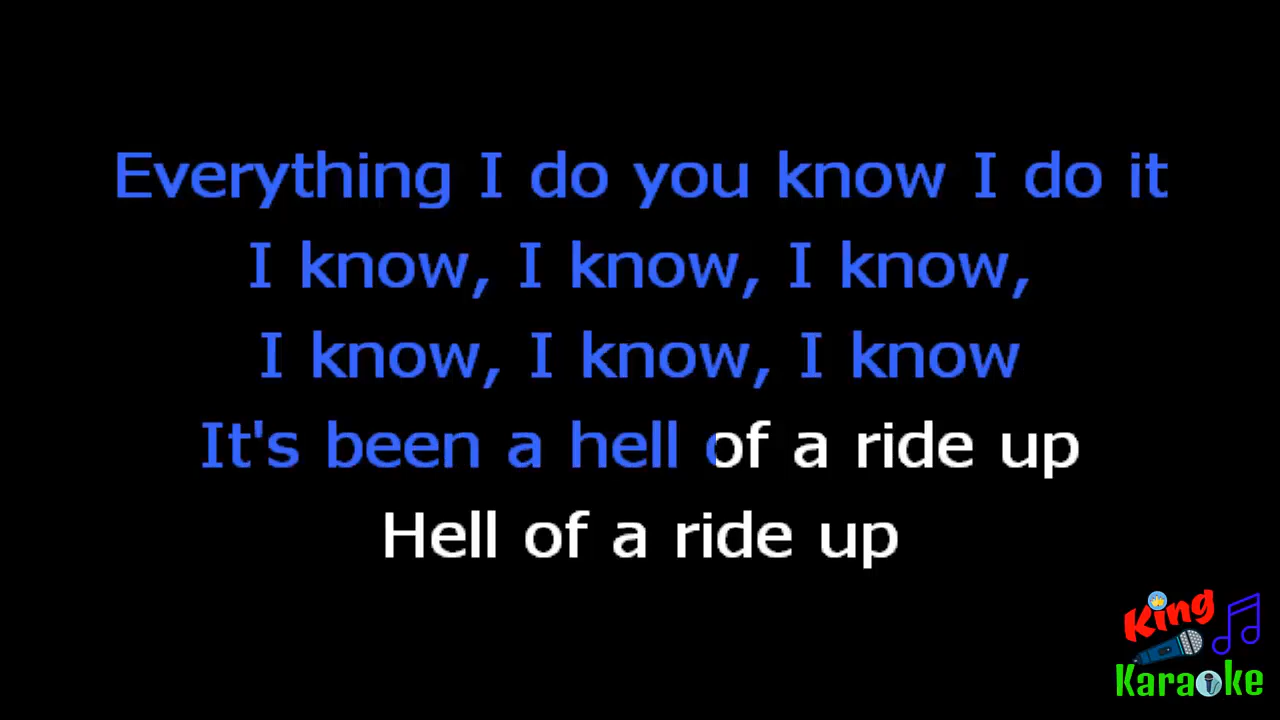 Everything I do you know I do it
I know, I know, I know,
I know, I know, I know
It's been a hell of a ride up
Hell of a ride up
King
Karaoke